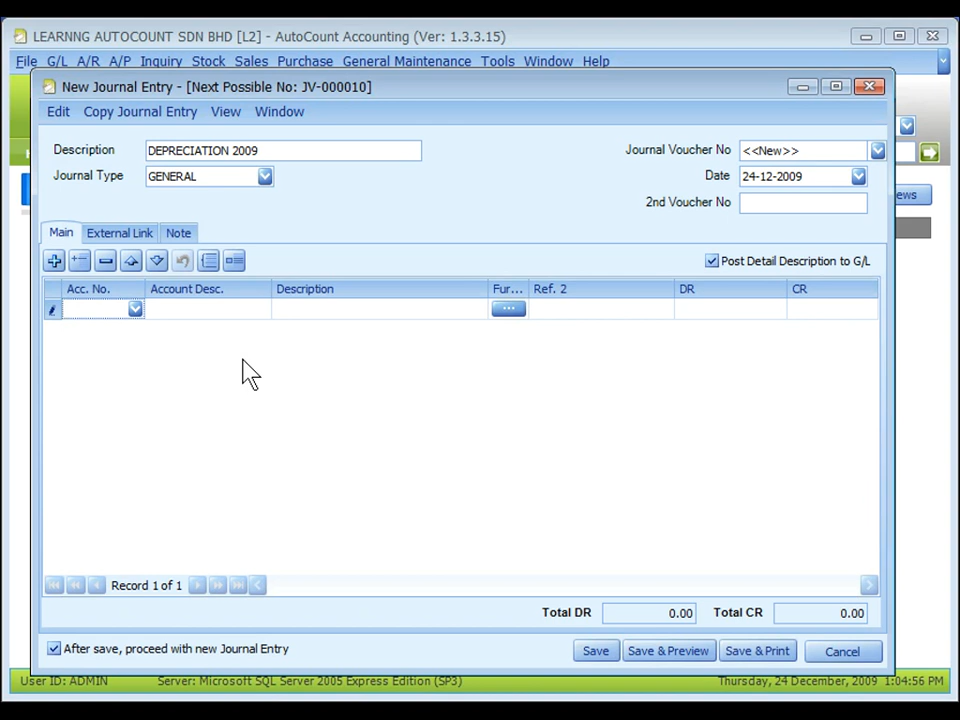 LEARNNG AUTOCOUNT SDN BHD [L2] - AutoCount Accounting (Ver: 1.3.3.15)
File G/L A/R A/P Inquiry Stock Sales Purchase General Maintenance Tools Window Help
New Journal Entry - [Next Possible No: JV-000010]
Edit Copy Journal Entry View Window
Description DEPRECIATION 2009 Journal Voucher No <<New>>
Journal Type GENERAL Date 24-12-2009
ews
2nd Voucher No
Main External Link Note
Post Detail Description to G/L
Acc. No. Account Desc. Description Fur... Ref. 2 DR CR
...
Record 1 of 1
Total DR 0.00 Total CR 0.00
After save, proceed with new Journal Entry Save Save & Preview Save & Print Cancel
User ID: ADMIN Server: Microsoft SQL Server 2005 Express Edition (SP3) Thursday, 24 December, 2009 1:04:56 PM